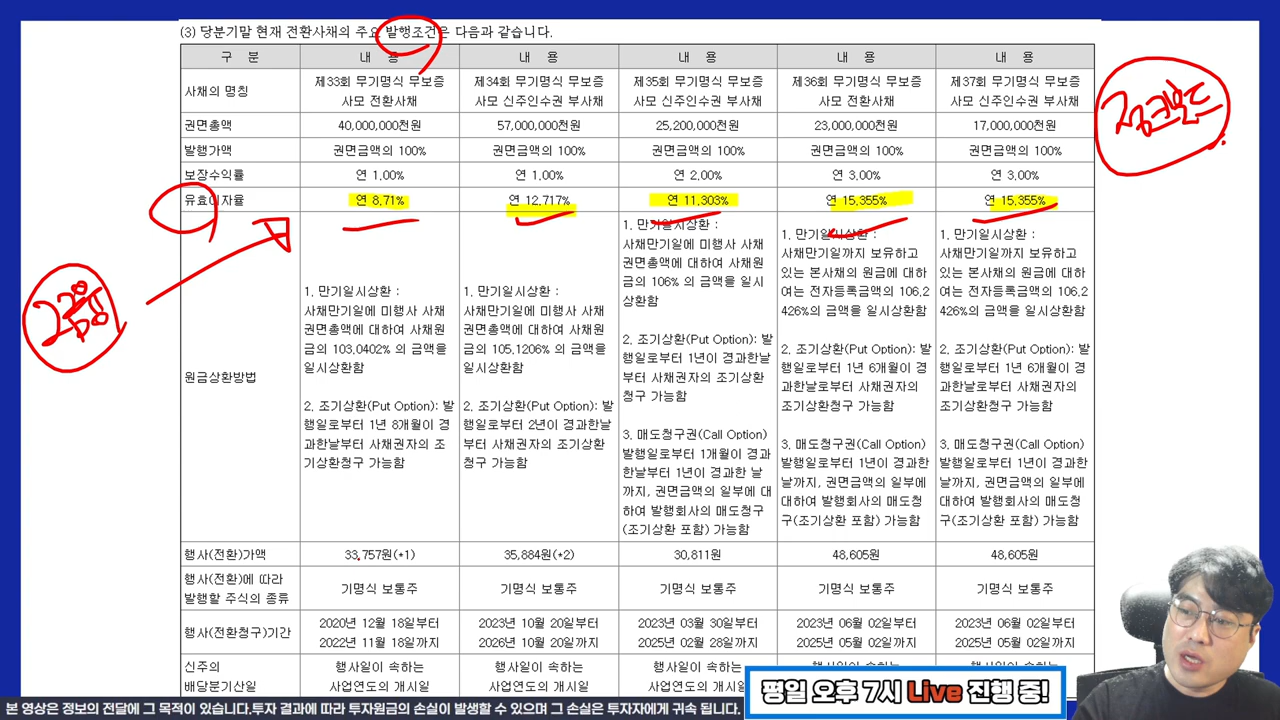 (3) 당분기말 현재 전환사채의 주요 발행조건은 다음과 같습니다.
구 분 내 용 내 용 내 용 내 용 내 용
사채의 명칭
제33회 무기명식 무보증
사모 전환사채
제34회 무기명식 무보증
사모 신주인수권 부사채
제35회 무기명식 무보증
사모 신주인수권 부사채
제36회 무기명식 무보증
사모 전환사채
제37회 무기명식 무보증
사모 신주인수권 부사채
정크본드
권면총액 40,000,000천원 57,000,000천원 25,200,000천원 23,000,000천원 17,000,000천원
발행가액 권면금액의 100% 권면금액의 100% 권면금액의 100% 권면금액의 100% 권면금액의 100%
보장수익률 연 1.00% 연 1.00% 연 2.00% 연 3.00% 연 3.00%
유효이자율 연 8.71% 연 12.717% 연 11.303% 연 15.355% 연 15.355%
원금상환방법
1. 만기일시상환 :
사채만기일에 미행사 사채
권면총액에 대하여 사채원
금의 103.0402% 의 금액을
일시상환함
2. 조기상환(Put Option): 발
행일로부터 1년 8개월이 경
과한날로부터 사채권자의 조
기상환청구 가능함
1. 만기일시상환 :
사채만기일에 미행사 사채
권면총액에 대하여 사채원
금의 105.1206% 의 금액을
일시상환함
2. 조기상환(Put Option): 발
행일로부터 2년이 경과한날
부터 사채권자의 조기상환
청구 가능함
1. 만기일시상환 :
사채만기일에 미행사 사채
권면총액에 대하여 사채원
금의 106% 의 금액을 일시
상환함
2. 조기상환(Put Option): 발
행일로부터 1년이 경과한날
부터 사채권자의 조기상환
청구 가능함
3. 매도청구권(Call Option)
발행일로부터 1개월이 경과
한날부터 1년이 경과한 날
까지, 권면금액의 일부에 대
하여 발행회사의 매도청구
(조기상환 포함) 가능함
1. 만기일시상환 :
사채만기일까지 보유하고
있는 본사채의 원금에 대하
여는 전자등록금액의 106.2
426%의 금액을 일시상환함
2. 조기상환(Put Option): 발
행일로부터 1년 6개월이 경
과한날로부터 사채권자의
조기상환청구 가능함
3. 매도청구권(Call Option)
발행일로부터 1년이 경과한
날까지, 권면금액의 일부에
대하여 발행회사의 매도청
구(조기상환 포함) 가능함
1. 만기일시상환 :
사채만기일까지 보유하고
있는 본사채의 원금에 대하
여는 전자등록금액의 106.2
426%의 금액을 일시상환함
2. 조기상환(Put Option): 발
행일로부터 1년 6개월이 경
과한날로부터 사채권자의
조기상환청구 가능함
3. 매도청구권(Call Option)
발행일로부터 1년이 경과한
날까지, 권면금액의 일부에
대하여 발행회사의 매도청
구(조기상환 포함) 가능함
행사(전환)가액 33,757원(*1) 35,884원(*2) 30,811원 48,605원 48,605원
행사(전환)에 따라
발행할 주식의 종류
기명식 보통주 기명식 보통주 기명식 보통주 기명식 보통주 기명식 보통주
행사(전환청구)기간
2020년 12월 18일부터
2022년 11월 18일까지
2023년 10월 20일부터
2026년 10월 20일까지
2023년 03월 30일부터
2025년 02월 28일까지
2023년 06월 02일부터
2025년 05월 02일까지
2023년 06월 02일부터
2025년 05월 02일까지
신주의
배당분기산일
행사일이 속하는
사업연도의 개시일
행사일이 속하는
사업연도의 개시일
행사일이 속하는
사업연도의 개시일
평일 오후 7시 Live 진행 중!
본 영상은 정보의 전달에 그 목적이 있습니다.투자 결과에 따라 투자원금의 손실이 발생할 수 있으며 그 손실은 투자자에게 귀속 됩니다.